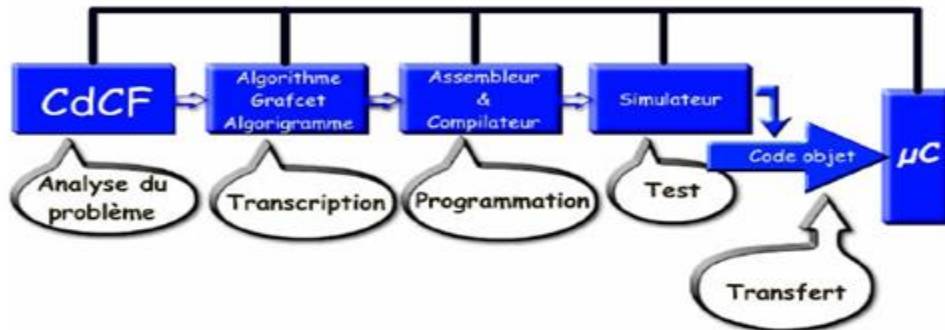 CdCF
Algorithme
Grafcet
Algorigramme
Assembleur
&
Compilateur
Simulateur
Code objet
µC
Analyse du
problème
Transcription
Programmation
Test
Transfert